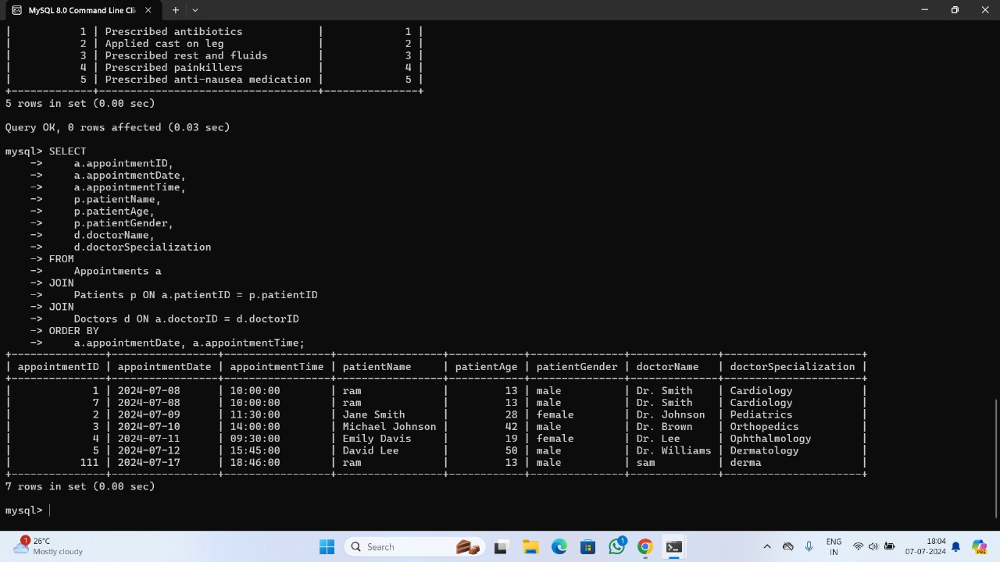 MySQL 8.0 Command Line Cli
|           1 | Prescribed antibiotics            |             1 |
|           2 | Applied cast on leg               |             2 |
|           3 | Prescribed rest and fluids        |             3 |
|           4 | Prescribed painkillers            |             4 |
|           5 | Prescribed anti-nausea medication |             5 |
+-------------+-----------------------------------+---------------+
5 rows in set (0.00 sec)
Query OK, 0 rows affected (0.03 sec)
mysql> SELECT
    ->     a.appointmentID,
    ->     a.appointmentDate,
    ->     a.appointmentTime,
    ->     p.patientName,
    ->     p.patientAge,
    ->     p.patientGender,
    ->     d.doctorName,
    ->     d.doctorSpecialization
    -> FROM
    ->     Appointments a
    -> JOIN
    ->     Patients p ON a.patientID = p.patientID
    -> JOIN
    ->     Doctors d ON a.doctorID = d.doctorID
    -> ORDER BY
    ->     a.appointmentDate, a.appointmentTime;
+---------------+-----------------+-----------------+-----------------+------------+---------------+--------------+----------------------+
| appointmentID | appointmentDate | appointmentTime | patientName     | patientAge | patientGender | doctorName   | doctorSpecialization |
+---------------+-----------------+-----------------+-----------------+------------+---------------+--------------+----------------------+
|             1 | 2024-07-08      | 10:00:00        | ram             |         13 | male          | Dr. Smith    | Cardiology           |
|             7 | 2024-07-08      | 10:00:00        | ram             |         13 | male          | Dr. Smith    | Cardiology           |
|             2 | 2024-07-09      | 11:30:00        | Jane Smith      |         28 | female        | Dr. Johnson  | Pediatrics           |
|             3 | 2024-07-10      | 14:00:00        | Michael Johnson |         42 | male          | Dr. Brown    | Orthopedics          |
|             4 | 2024-07-11      | 09:30:00        | Emily Davis     |         19 | female        | Dr. Lee      | Ophthalmology        |
|             5 | 2024-07-12      | 15:45:00        | David Lee       |         50 | male          | Dr. Williams | Dermatology          |
|           111 | 2024-07-17      | 18:46:00        | ram             |         13 | male          | sam          | derma                |
+---------------+-----------------+-----------------+-----------------+------------+---------------+--------------+----------------------+
7 rows in set (0.00 sec)
mysql>
1 26°C
Mostly cloudy
Search
1
ENG
IN
18:04
07-07-2024
PRE